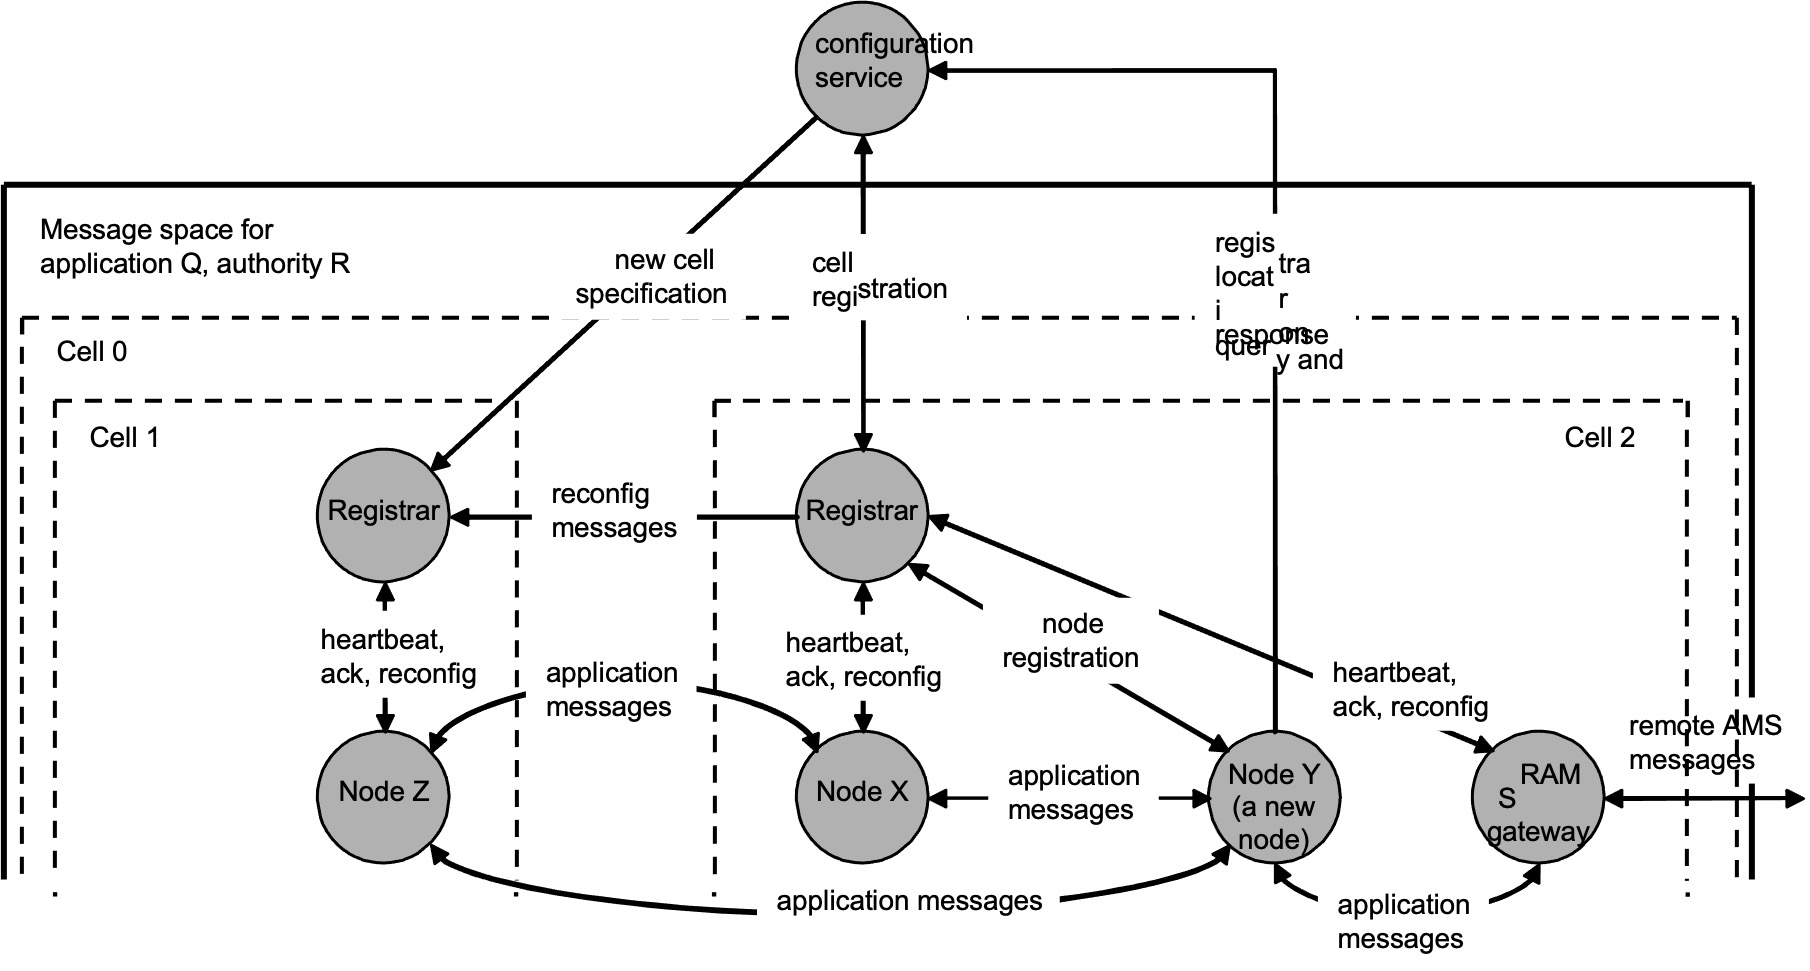 configuration
service
Message space for
application Q, authority R
new cell
specification
cell
registration
regis
tra
locat
r
i
on
response
quer
y and
Cell 0
Cell 1
Cell 2
Registrar
reconfig
messages
Registrar
heartbeat,
ack, reconfig
application
messages
heartbeat,
ack, reconfig
node
registration
heartbeat,
ack, reconfig
remote AMS
messages
Node Z
Node X
application
messages
Node Y
(a new
node)
RAM
S
gateway
application messages
application
messages